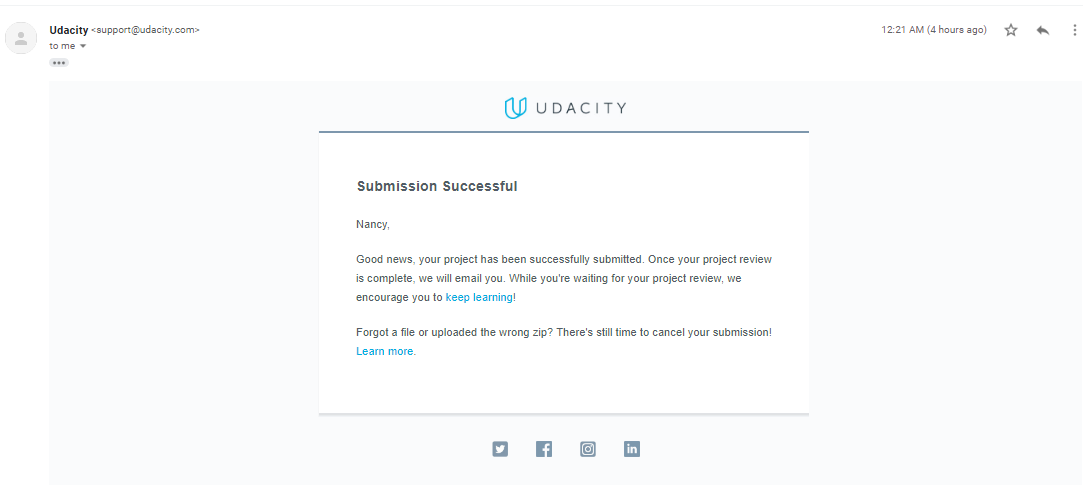 Udacity <support@udacity.com>
12:21 AM (4 hours ago)
to me
UDACITY
Submission Successful
Nancy,
Good news, your project has been successfully submitted. Once your project review
is complete, we will email you. While you're waiting for your project review, we
encourage you to keep learning!
Forgot a file or uploaded the wrong zip? There's still time to cancel your submission!
Learn more.